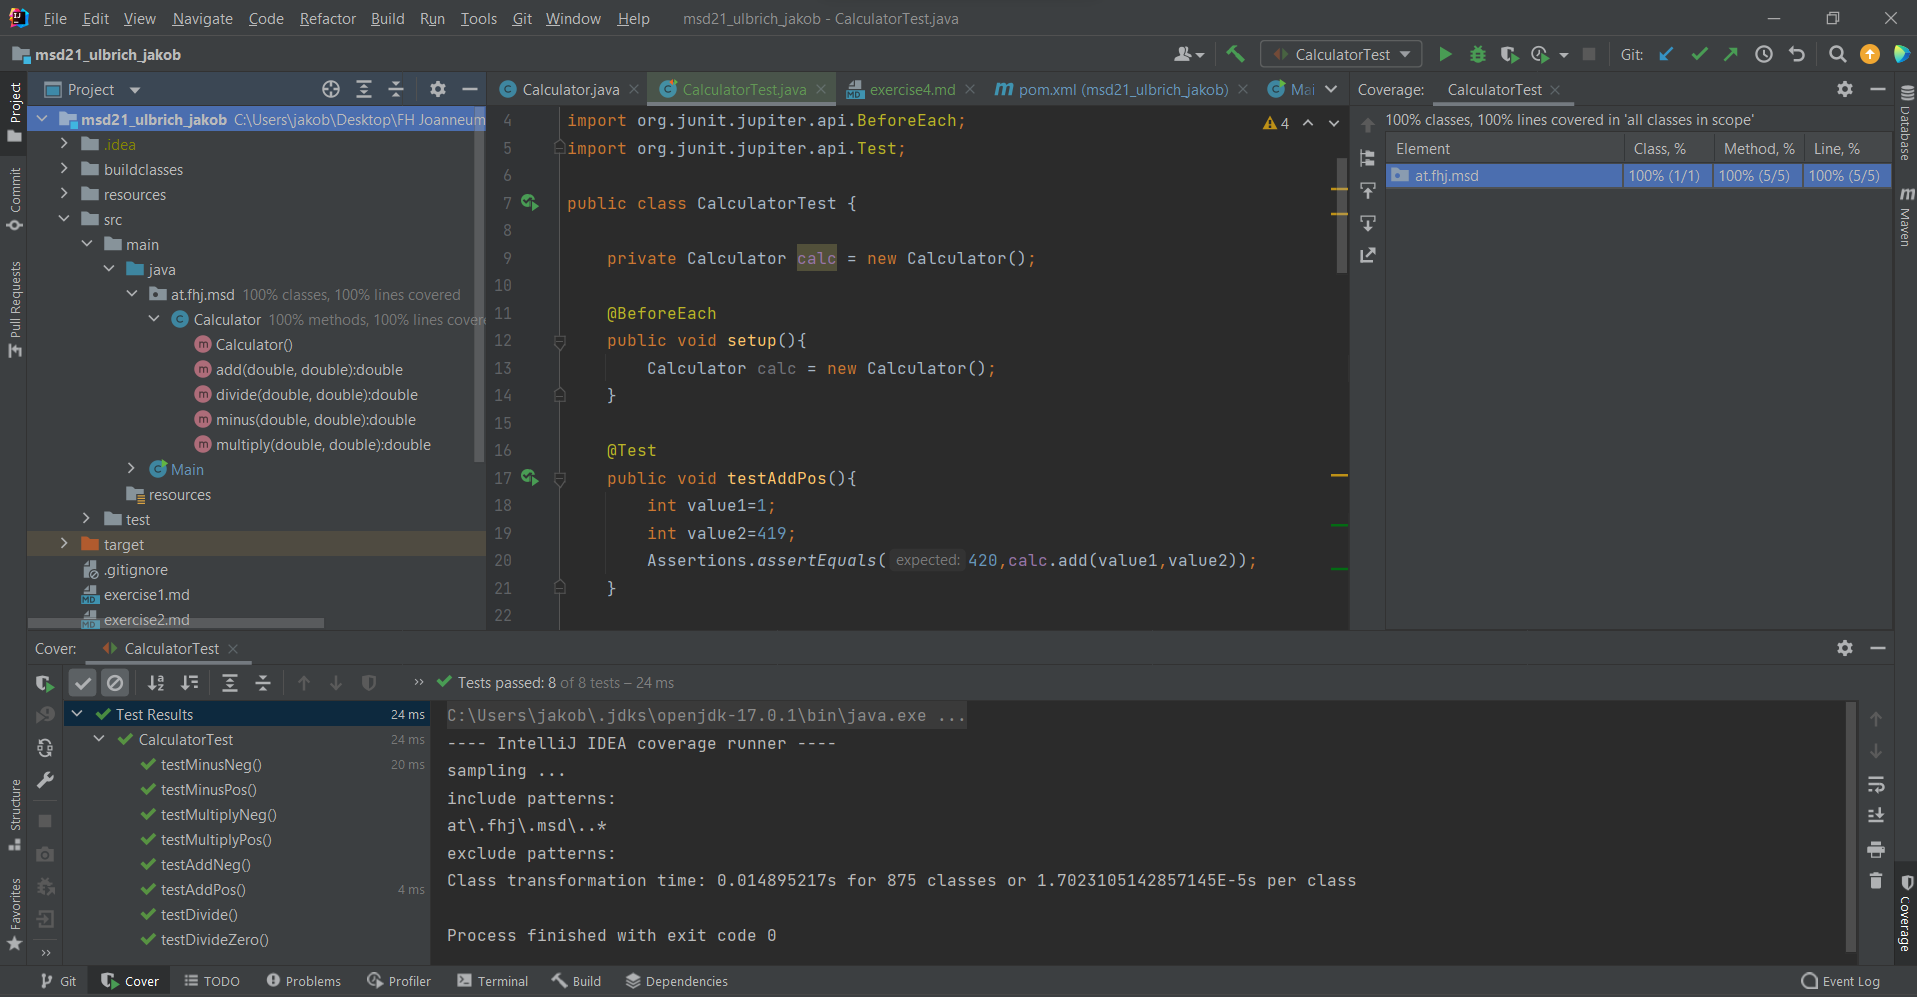 File Edit View Navigate Code Refactor Build Run Tools Git Window Help msd21_ulbrich_jakob - CalculatorTest.java
msd21_ulbrich_jakob CalculatorTest Git:
Project Calculator.java CalculatorTest.java exercise4.md pom.xml (msd21_ulbrich_jakob) Mai Coverage: CalculatorTest
Project
Commit
Pull Requests
Structure
Favorites
msd21_ulbrich_jakob C:\Users\jakob\Desktop\FH Joanneum
.idea
buildclasses
resources
src
main
java
at.fhj.msd 100% classes, 100% lines covered
Calculator 100% methods, 100% lines cover
Calculator()
add(double, double):double
divide(double, double):double
minus(double, double):double
multiply(double, double):double
Main
resources
test
target
.gitignore
exercise1.md
exercise2.md
4 import org.junit.jupiter.api.BeforeEach;
5 import org.junit.jupiter.api.Test;
6
7 public class CalculatorTest {
8
9 private Calculator calc = new Calculator();
10
11 @BeforeEach
12 public void setup(){
13 Calculator calc = new Calculator();
14 }
15
16 @Test
17 public void testAddPos(){
18 int value1=1;
19 int value2=419;
20 Assertions.assertEquals( expected: 420,calc.add(value1,value2));
21 }
22
4
100% classes, 100% lines covered in 'all classes in scope'
Element Class, % Method, % Line, %
at.fhj.msd 100% (1/1) 100% (5/5) 100% (5/5)
Database
Maven
Coverage
Cover: CalculatorTest
Tests passed: 8 of 8 tests – 24 ms
Test Results 24 ms
CalculatorTest 24 ms
testMinusNeg() 20 ms
testMinusPos()
testMultiplyNeg()
testMultiplyPos()
testAddNeg()
testAddPos() 4 ms
testDivide()
testDivideZero()
C:\Users\jakob\.jdks\openjdk-17.0.1\bin\java.exe ...
---- IntelliJ IDEA coverage runner ----
sampling ...
include patterns:
at\.fhj\.msd\..*
exclude patterns:
Class transformation time: 0.014895217s for 875 classes or 1.7023105142857145E-5s per class
Process finished with exit code 0
Git Cover TODO Problems Profiler Terminal Build Dependencies Event Log